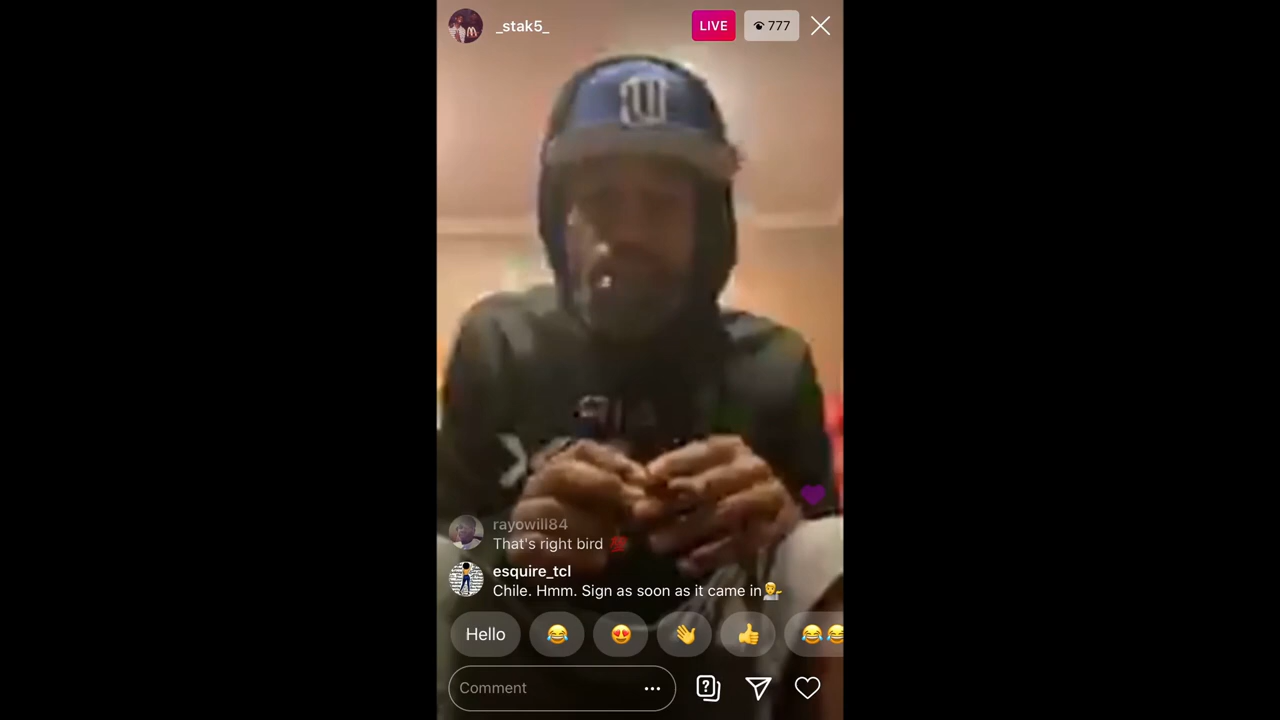 _stak5_
LIVE
777
rayowill84
That's right bird 💯
esquire_tcl
Chile. Hmm. Sign as soon as it came in💁‍♂️
Hello
Comment